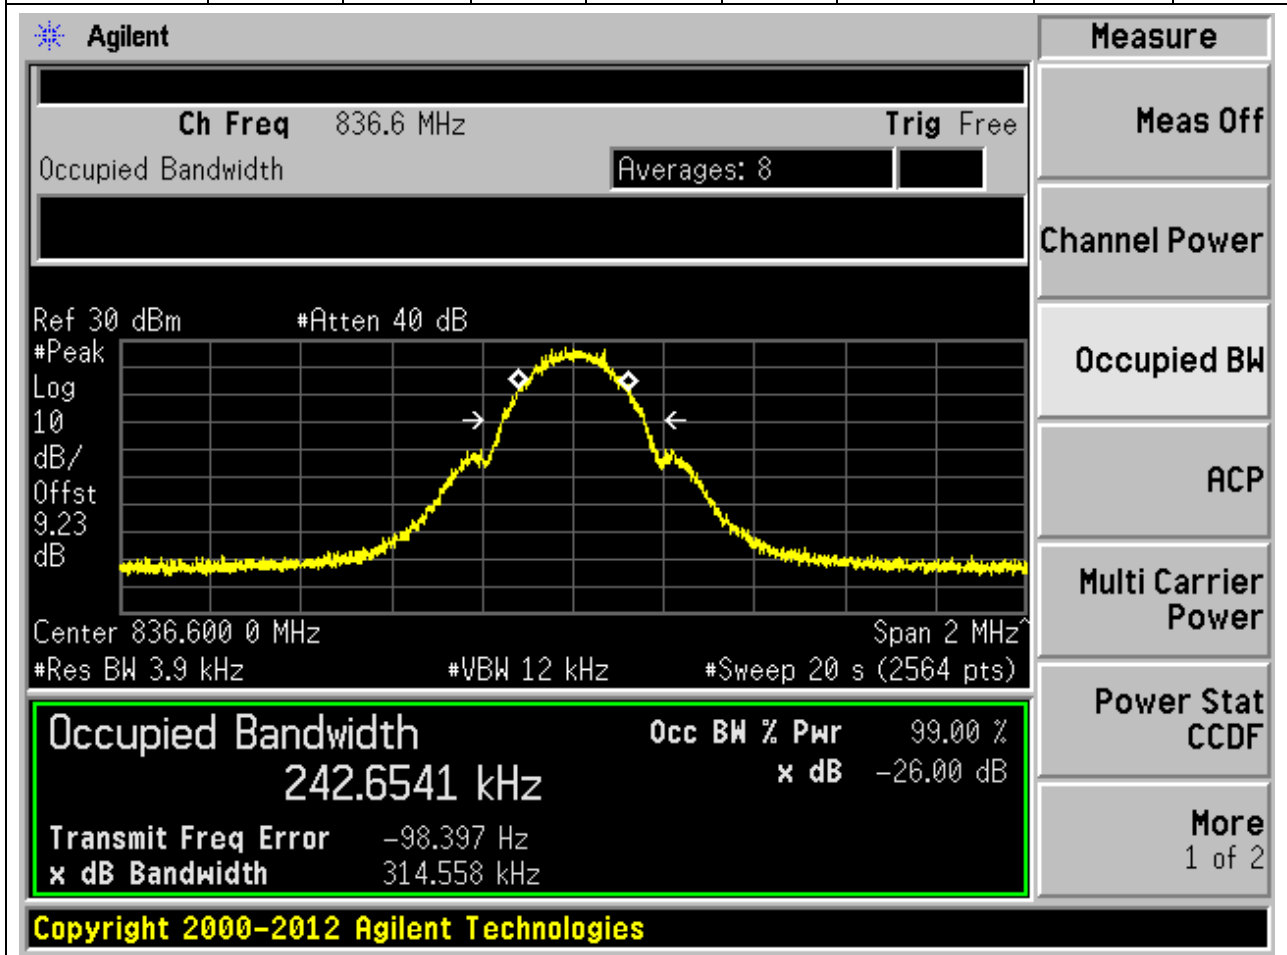 Agilent
Measure
Ch Freq 836.6 MHz Trig Free
Occupied Bandwidth Averages: 8
Meas Off
Channel Power
Occupied BW
ACP
Multi Carrier
Power
Power Stat
CCDF
More
1 of 2
Ref 30 dBm #Atten 40 dB
#Peak
Log
10
dB/
Offst
9.23
dB
Center 836.600 0 MHz Span 2 MHz^
#Res BW 3.9 kHz #VBW 12 kHz #Sweep 20 s (2564 pts)
Occupied Bandwidth Occ BW % Pwr 99.00 %
242.6541 kHz x dB -26.00 dB
Transmit Freq Error -98.397 Hz
x dB Bandwidth 314.558 kHz
Copyright 2000-2012 Agilent Technologies